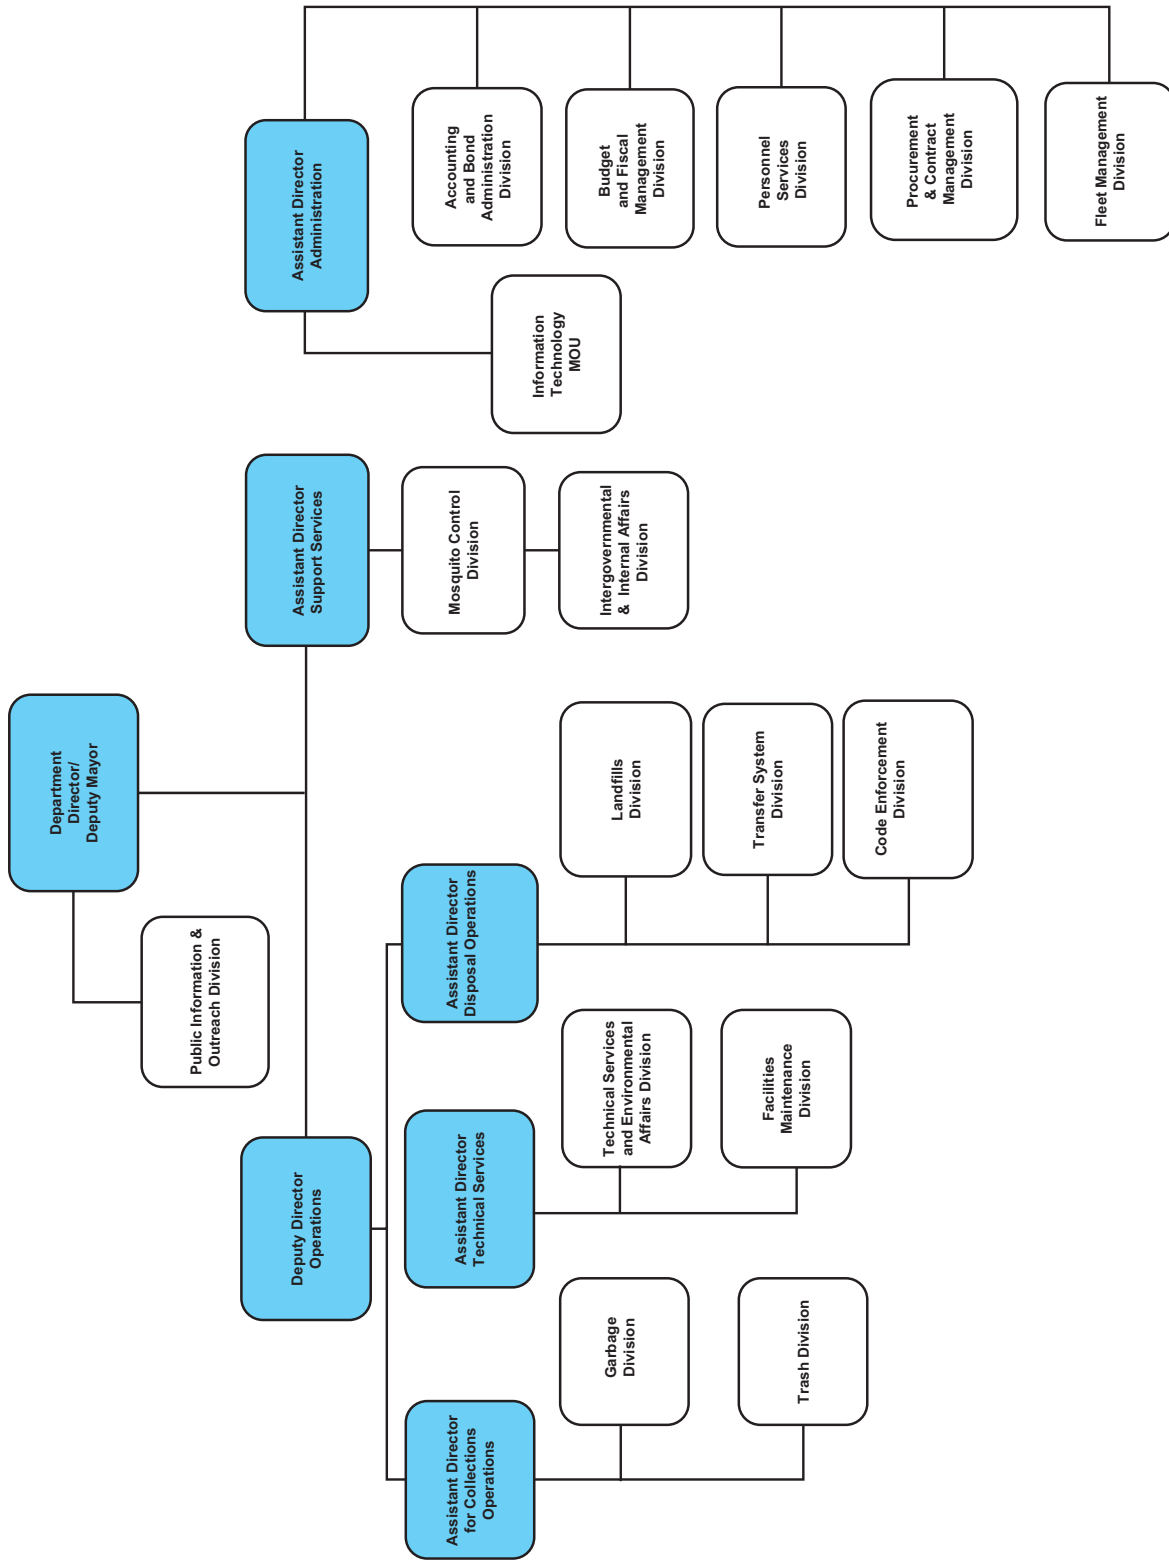 Department
Director/
Deputy Mayor
Public Information &
Outreach Division
Deputy Director
Operations
Assistant Director
Support Services
Assistant Director
Administration
Assistant Director
for Collections
Operations
Assistant Director
Technical Services
Assistant Director
Disposal Operations
Mosquito Control
Division
Information
Technology
MOU
Accounting
and Bond
Administration
Division
Garbage
Division
Technical Services
and Environmental
Affairs Division
Landfills
Division
Intergovernmental
& Internal Affairs
Division
Budget
and Fiscal
Management
Division
Trash Division
Facilities
Maintenance
Division
Transfer System
Division
Personnel
Services
Division
Code Enforcement
Division
Procurement
& Contract
Management
Division
Fleet Management
Division